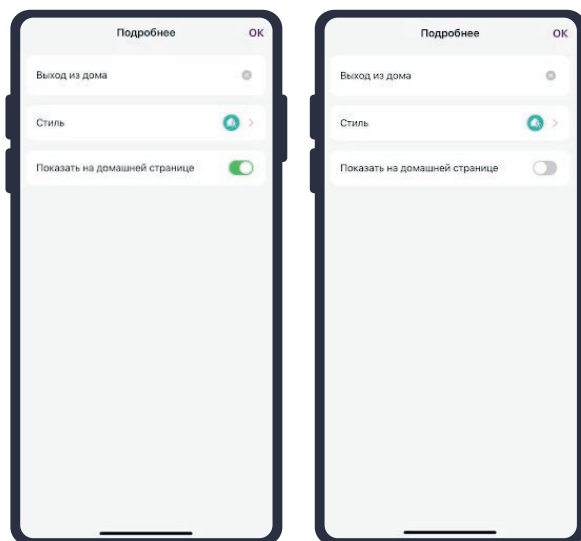 Подробнее OK
Выход из дома
Стиль
Показать на домашней странице
Подробнее OK
Выход из дома
Стиль
Показать на домашней странице